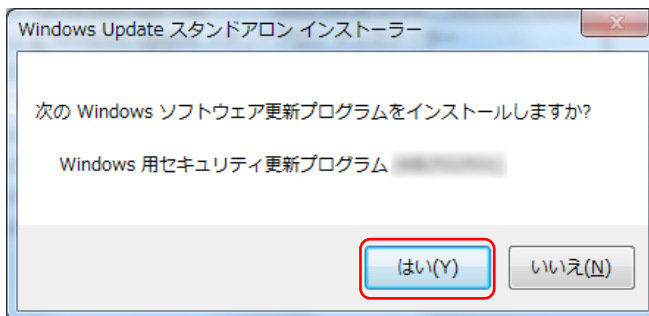 Windows Update スタンドアロン インストーラー
次の Windows ソフトウェア更新プログラムをインストールしますか?
Windows 用セキュリティ更新プログラム
はい(Y)
いいえ(N)